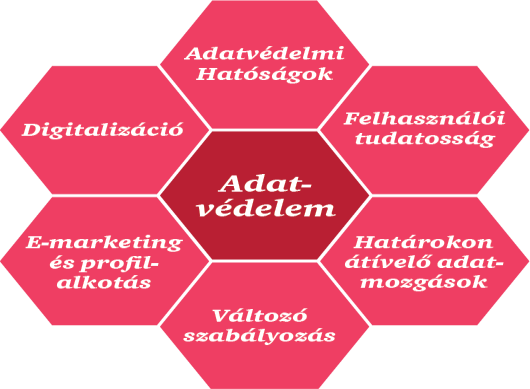 Adatvédelmi
Hatóságok
Felhasználói
tudatosság
Digitalizáció
Adat-
védelem
Határokon
átívelő adat-
mozgások
E-marketing
és profil-
alkotás
Változó
szabályozás